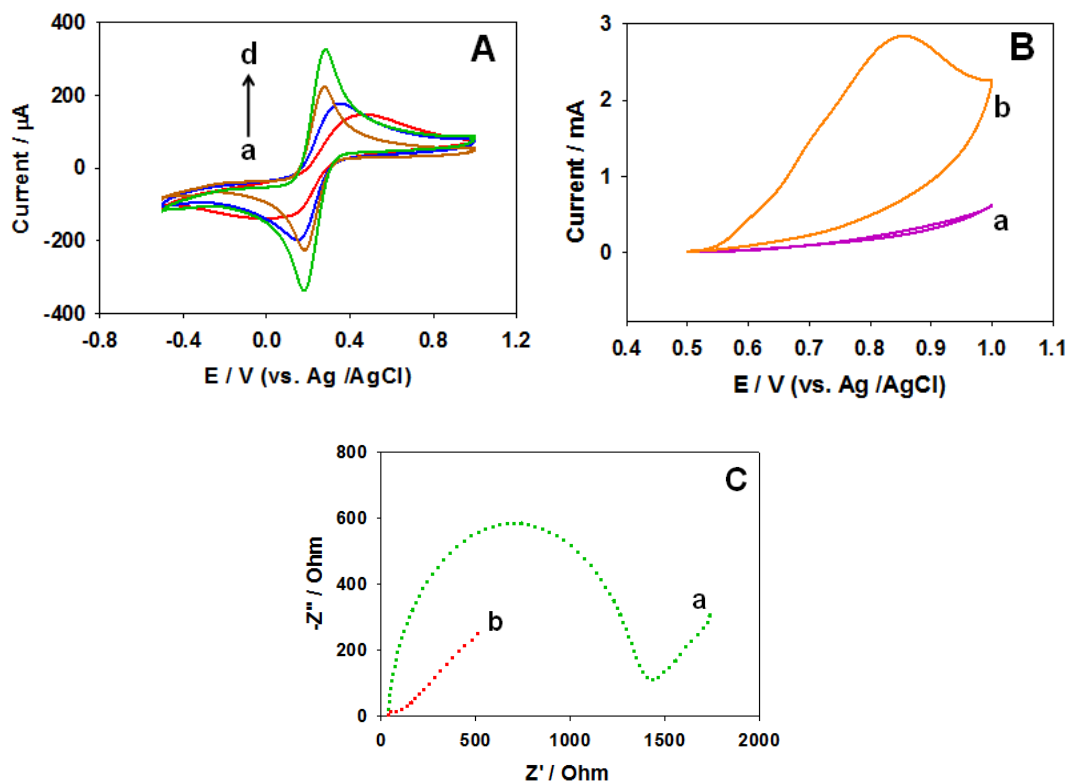 A
Current / µA
400
200
0
-200
-400
d
a
-0.8
-0.4
0.0
0.4
0.8
1.2
E / V (vs. Ag /AgCl)
B
Current / mA
3
2
1
0
b
a
0.4
0.5
0.6
0.7
0.8
0.9
1.0
1.1
E / V (vs. Ag /AgCl)
C
-Z" / Ohm
800
600
400
200
0
a
b
0
500
1000
1500
2000
Z' / Ohm